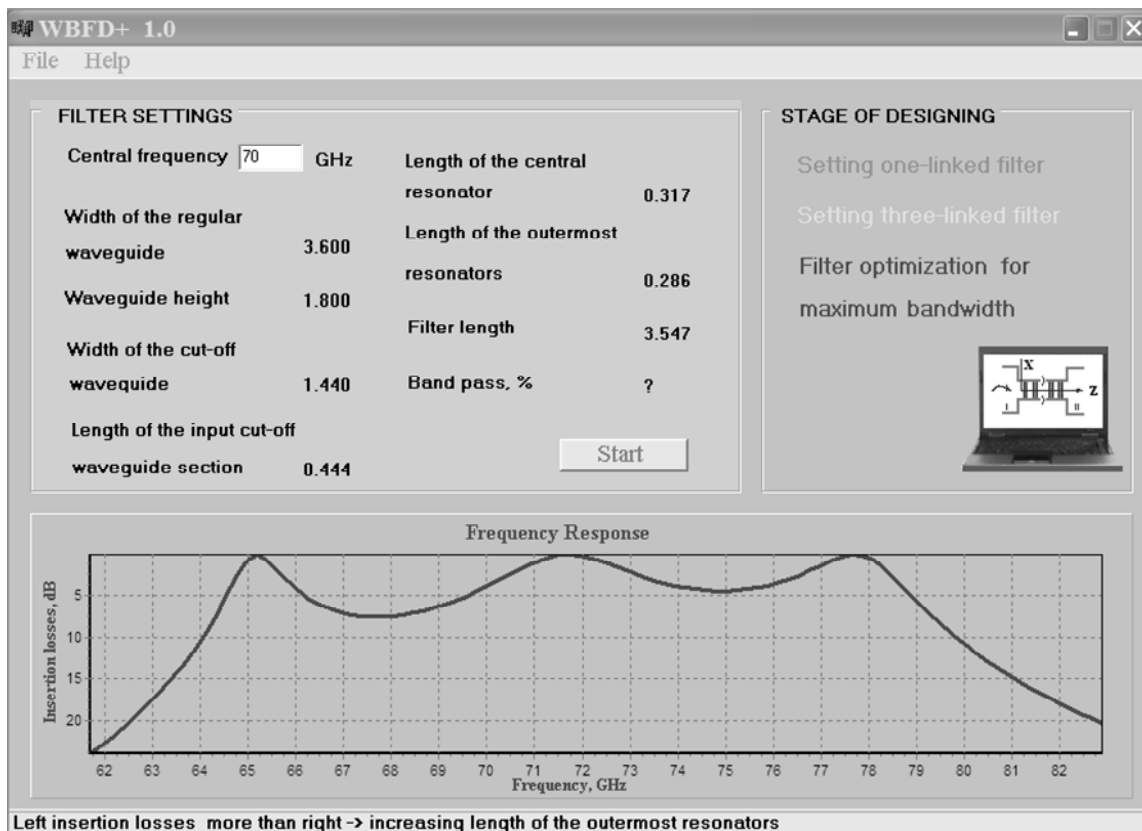 WBFD+ 1.0
File Help
FILTER SETTINGS
Central frequency 70 GHz
Width of the regular
waveguide 3.600
Waveguide height 1.800
Width of the cut-off
waveguide 1.440
Length of the input cut-off
waveguide section 0.444
Length of the central
resonator 0.317
Length of the outermost
resonators 0.286
Filter length 3.547
Band pass, % ?
Start
STAGE OF DESIGNING
Setting one-linked filter
Setting three-linked filter
Filter optimization for
maximum bandwidth
X
Z
I II
Frequency Response
Insertion losses, dB
5
10
15
20
62 63 64 65 66 67 68 69 70 71 72 73 74 75 76 77 78 79 80 81 82
Frequency, GHz
Left insertion losses more than right -> increasing length of the outermost resonators